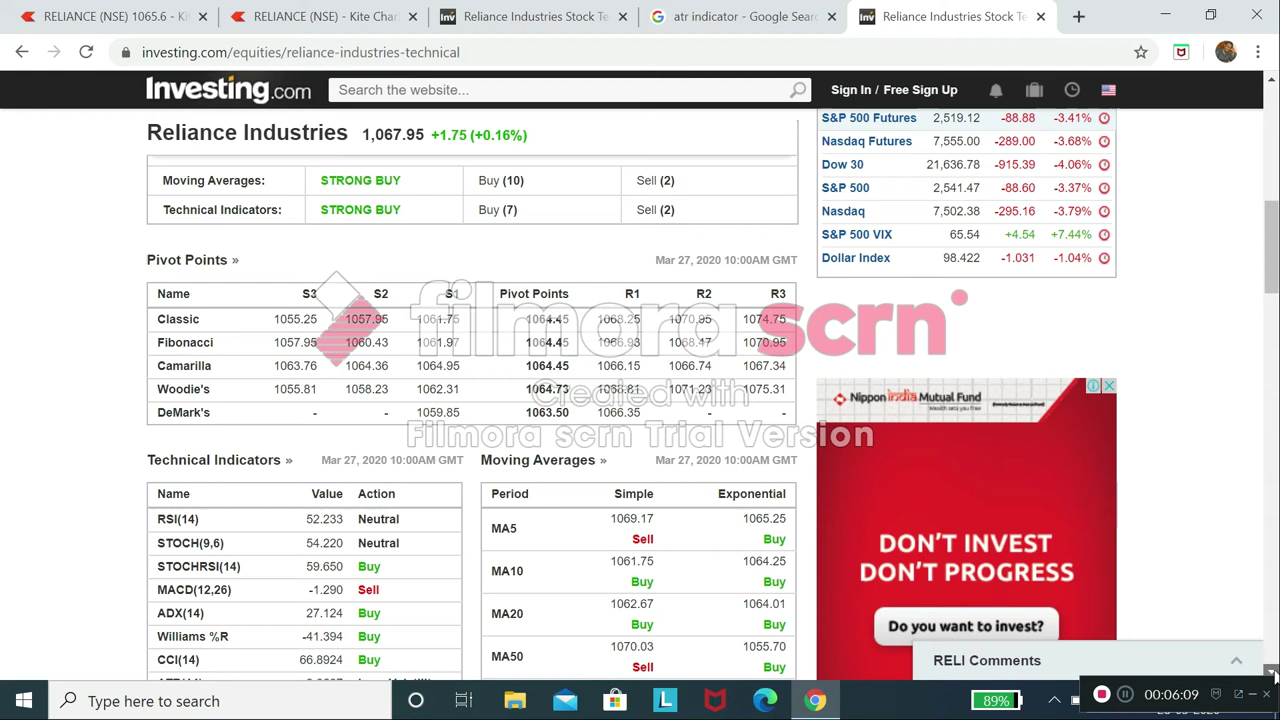 RELIANCE (NSE) 1065.6 - Ki
RELIANCE (NSE) - Kite Char
Reliance Industries Stock Te
atr indicator - Google Sear
Reliance Industries Stock Te
investing.com/equities/reliance-industries-technical
Investing.com
Search the website...
Sign In / Free Sign Up
Reliance Industries 1,067.95 +1.75 (+0.16%)
Moving Averages: STRONG BUY Buy (10) Sell (2)
Technical Indicators: STRONG BUY Buy (7) Sell (2)
S&P 500 Futures 2,519.12 -88.88 -3.41%
Nasdaq Futures 7,555.00 -289.00 -3.68%
Dow 30 21,636.78 -915.39 -4.06%
S&P 500 2,541.47 -88.60 -3.37%
Nasdaq 7,502.38 -295.16 -3.79%
S&P 500 VIX 65.54 +4.54 +7.44%
Dollar Index 98.422 -1.031 -1.04%
Pivot Points » Mar 27, 2020 10:00AM GMT
Name S3 S2 S1 Pivot Points R1 R2 R3
Classic 1055.25 1057.95 1061.75 1064.45 1068.25 1070.95 1074.75
Fibonacci 1057.95 1060.43 1061.97 1064.45 1066.93 1068.47 1070.95
Camarilla 1063.76 1064.36 1064.95 1064.45 1066.15 1066.74 1067.34
Woodie's 1055.81 1058.23 1062.31 1064.73 1068.81 1071.23 1075.31
DeMark's - - 1059.85 1063.50 1066.35 - -
filmora scrn
Created with
Filmora scrn Trial Version
Technical Indicators » Mar 27, 2020 10:00AM GMT
Name Value Action
RSI(14) 52.233 Neutral
STOCH(9,6) 54.220 Neutral
STOCHRSI(14) 59.650 Buy
MACD(12,26) -1.290 Sell
ADX(14) 27.124 Buy
Williams %R -41.394 Buy
CCI(14) 66.8924 Buy
Moving Averages » Mar 27, 2020 10:00AM GMT
Period Simple Exponential
MA5 1069.17 1065.25
Sell Buy
MA10 1061.75 1064.25
Buy Buy
MA20 1062.67 1064.01
Buy Buy
MA50 1070.03 1055.70
Sell Buy
Nippon india Mutual Fund
Wealth sets you free
DON'T INVEST
DON'T PROGRESS
Do you want to invest?
RELI Comments
Type here to search
89%
00:06:09